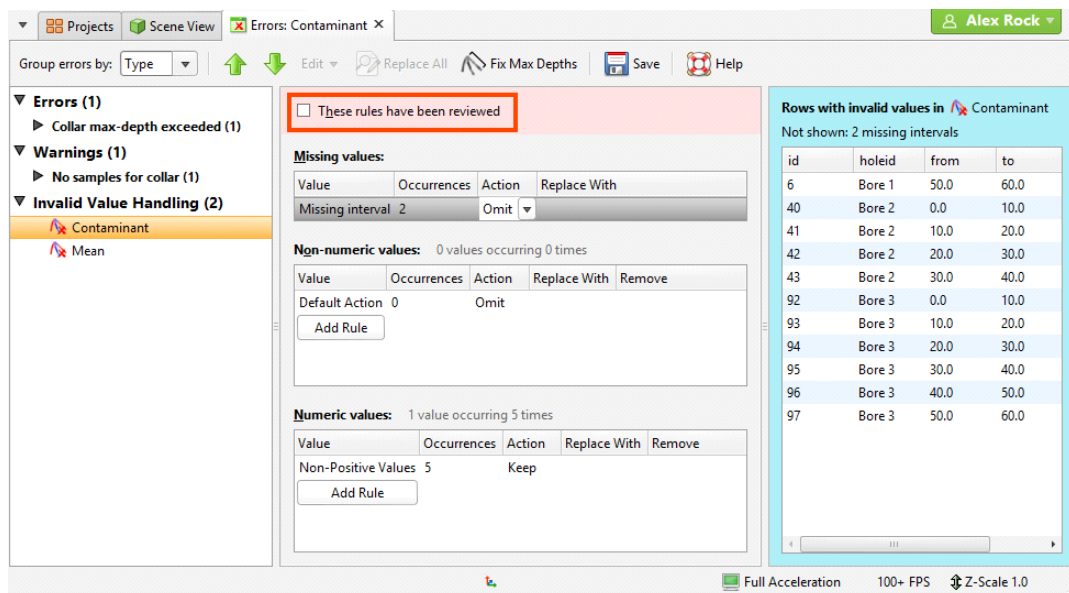 Projects Scene View Errors: Contaminant × Alex Rock
Group errors by: Type Edit Replace All Fix Max Depths Save Help
Errors (1)
Collar max-depth exceeded (1)
Warnings (1)
No samples for collar (1)
Invalid Value Handling (2)
Contaminant
Mean
These rules have been reviewed
Missing values:
Value Occurrences Action Replace With
Missing interval 2 Omit
Non-numeric values: 0 values occurring 0 times
Value Occurrences Action Replace With Remove
Default Action 0 Omit
Add Rule
Numeric values: 1 value occurring 5 times
Value Occurrences Action Replace With Remove
Non-Positive Values 5 Keep
Add Rule
Rows with invalid values in Contaminant
Not shown: 2 missing intervals
id holeid from to
6 Bore 1 50.0 60.0
40 Bore 2 0.0 10.0
41 Bore 2 10.0 20.0
42 Bore 2 20.0 30.0
43 Bore 2 30.0 40.0
92 Bore 3 0.0 10.0
93 Bore 3 10.0 20.0
94 Bore 3 20.0 30.0
95 Bore 3 30.0 40.0
96 Bore 3 40.0 50.0
97 Bore 3 50.0 60.0
Full Acceleration 100+ FPS Z-Scale 1.0